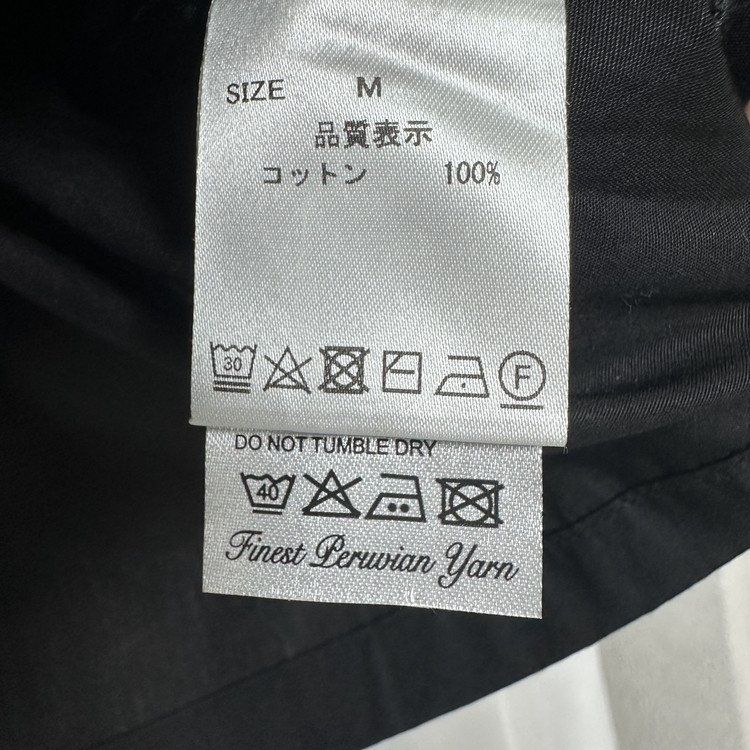 SIZE M
品質表示
コットン 100%
30
F
DO NOT TUMBLE DRY
40
Finest Peruvian Yarn